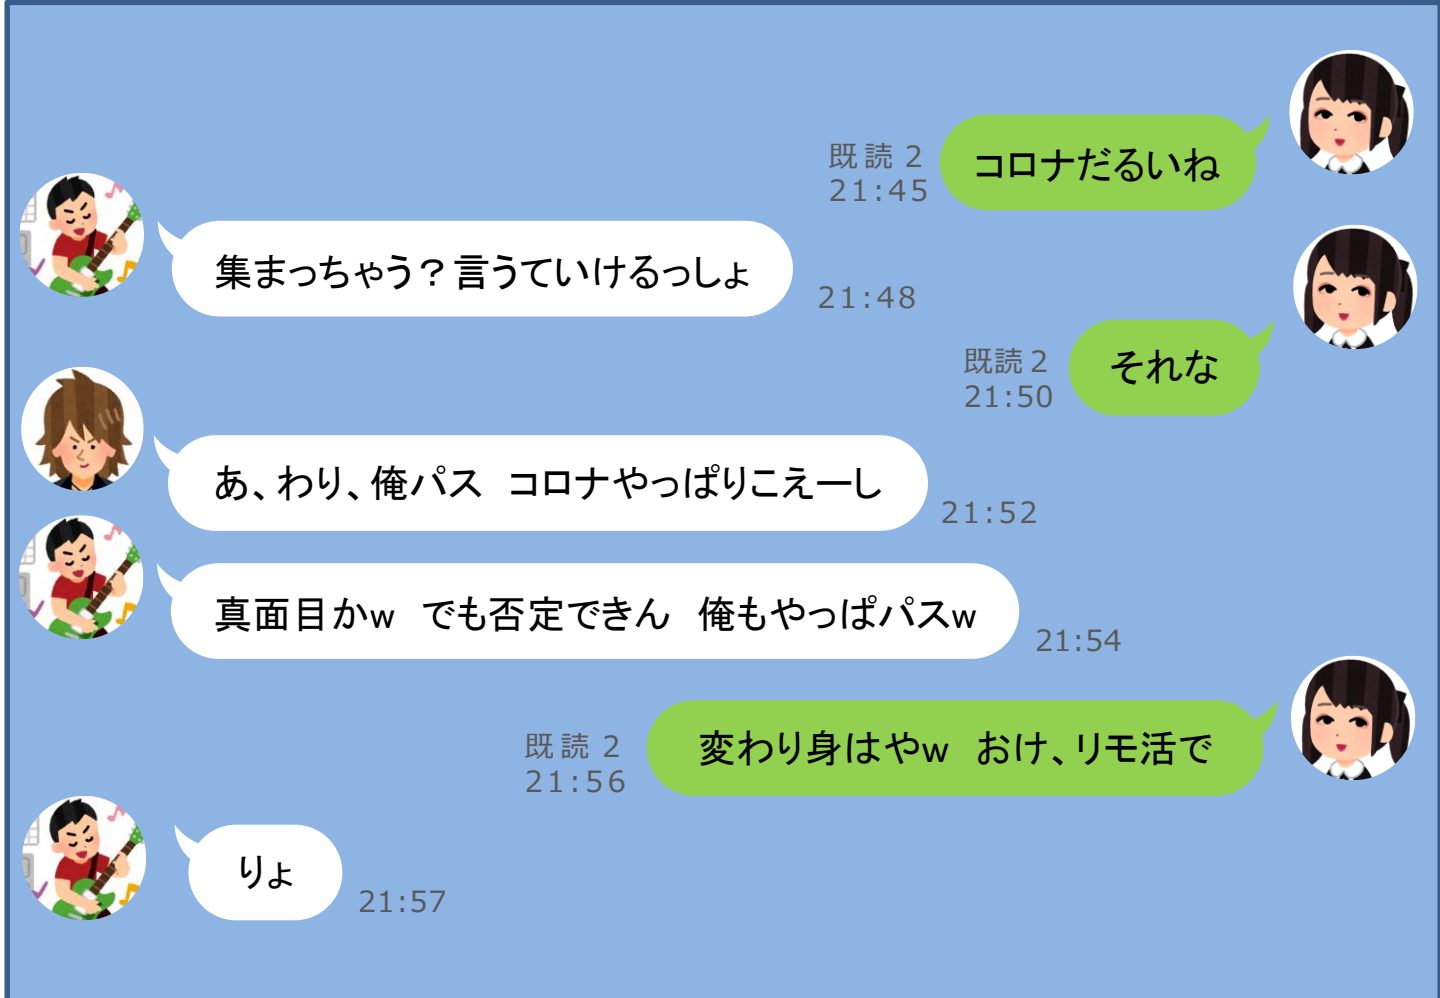 コロナだるいね
既読 2
21:45
集まっちゃう？言うていけるっしょ
21:48
それな
既読 2
21:50
あ、わり、俺パス　コロナやっぱりこえーし
21:52
真面目かw　でも否定できん　俺もやっぱパスw
21:54
変わり身はやw　おけ、リモ活で
既読 2
21:56
りょ
21:57